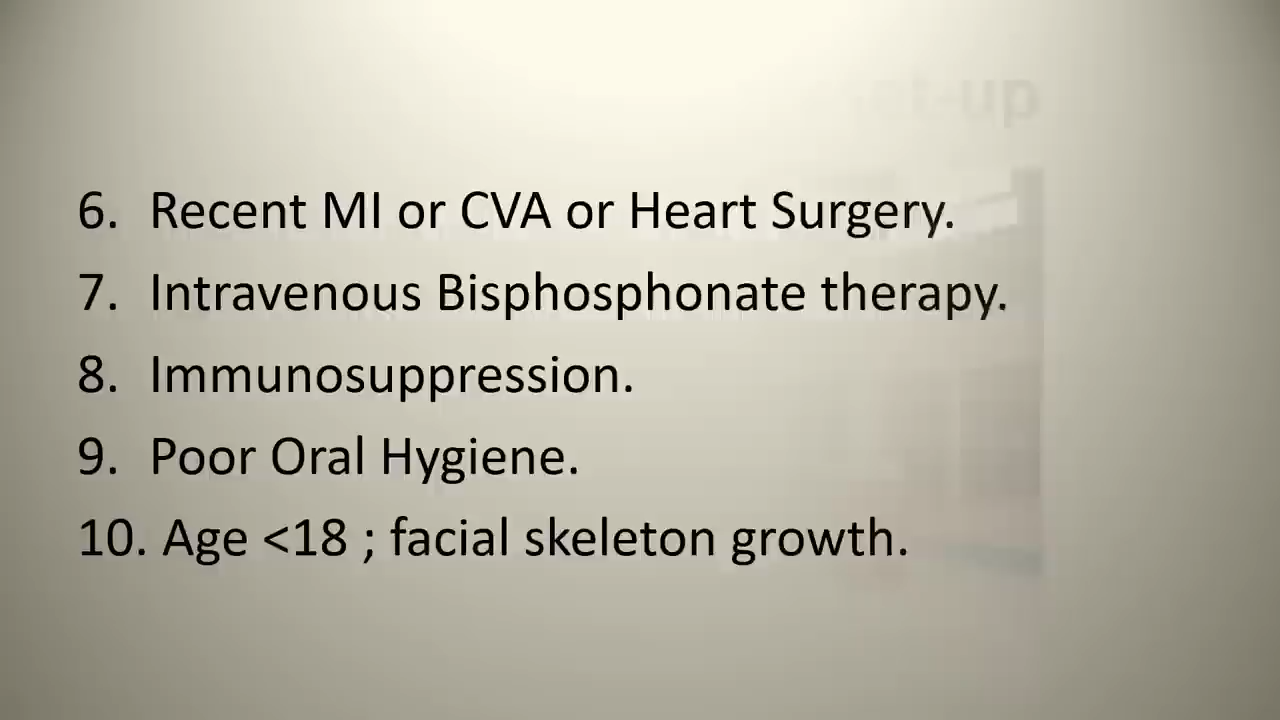 6. Recent MI or CVA or Heart Surgery.
7. Intravenous Bisphosphonate therapy.
8. Immunosuppression.
9. Poor Oral Hygiene.
10. Age <18 ; facial skeleton growth.